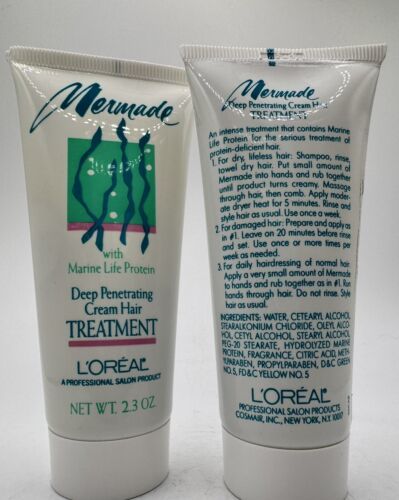 Mermade
with
Marine Life Protein
Deep Penetrating
Cream Hair
TREATMENT
L'ORÉAL
A PROFESSIONAL SALON PRODUCT
NET WT. 2.3 OZ.
Mermade
Deep Penetrating Cream Hair
TREATMENT
An intense treatment that contains Marine
Life Protein for the serious treatment of
protein-deficient hair.
1. For dry, lifeless hair: Shampoo, rinse,
towel dry hair. Put small amount of
Mermade into hands and rub together
until product turns creamy. Massage
through hair, then comb. Apply moder-
ate dryer heat for 5 minutes. Rinse and
style hair as usual. Use once a week.
2. For damaged hair: Prepare and apply as
in #1. Leave on 20 minutes before rinse
and set. Use once or more times per
week as needed.
3. For daily hairdressing of normal hair:
Apply a very small amount of Mermade
to hands and rub together as in #1. Run
hands through hair. Do not rinse. Style
hair as usual.
INGREDIENTS: WATER, CETEARYL ALCOHOL,
STEARALKONIUM CHLORIDE, OLEYL ALCO-
HOL, CETYL ALCOHOL, STEARYL ALCOHOL,
PEG-20 STEARATE, HYDROLYZED MARINE
PROTEIN, FRAGRANCE, CITRIC ACID, METH-
YLPARABEN, PROPYLPARABEN, D&C GREEN
NO. 5, FD&C YELLOW NO. 5
L'ORÉAL
PROFESSIONAL SALON PRODUCTS
COSMAIR, INC., NEW YORK, N.Y. 10017